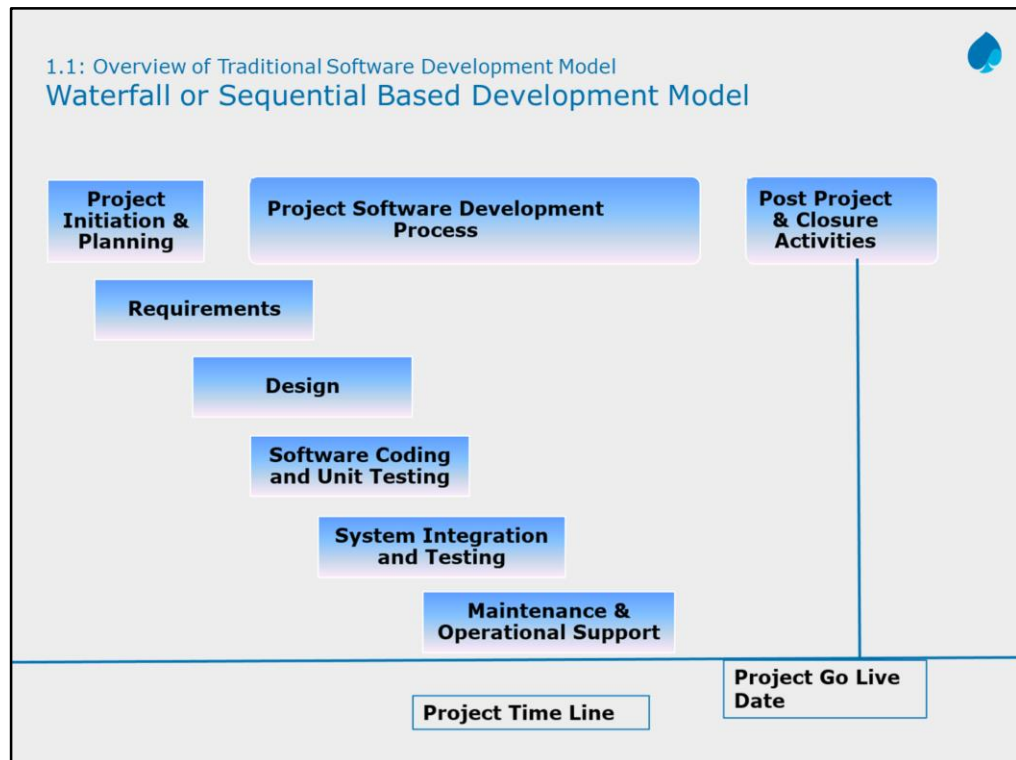 1.1: Overview of Traditional Software Development Model
Waterfall or Sequential Based Development Model
Project
Initiation &
Planning
Project Software Development
Process
Post Project
& Closure
Activities
Requirements
Design
Software Coding
and Unit Testing
System Integration
and Testing
Maintenance &
Operational Support
Project Go Live
Date
Project Time Line